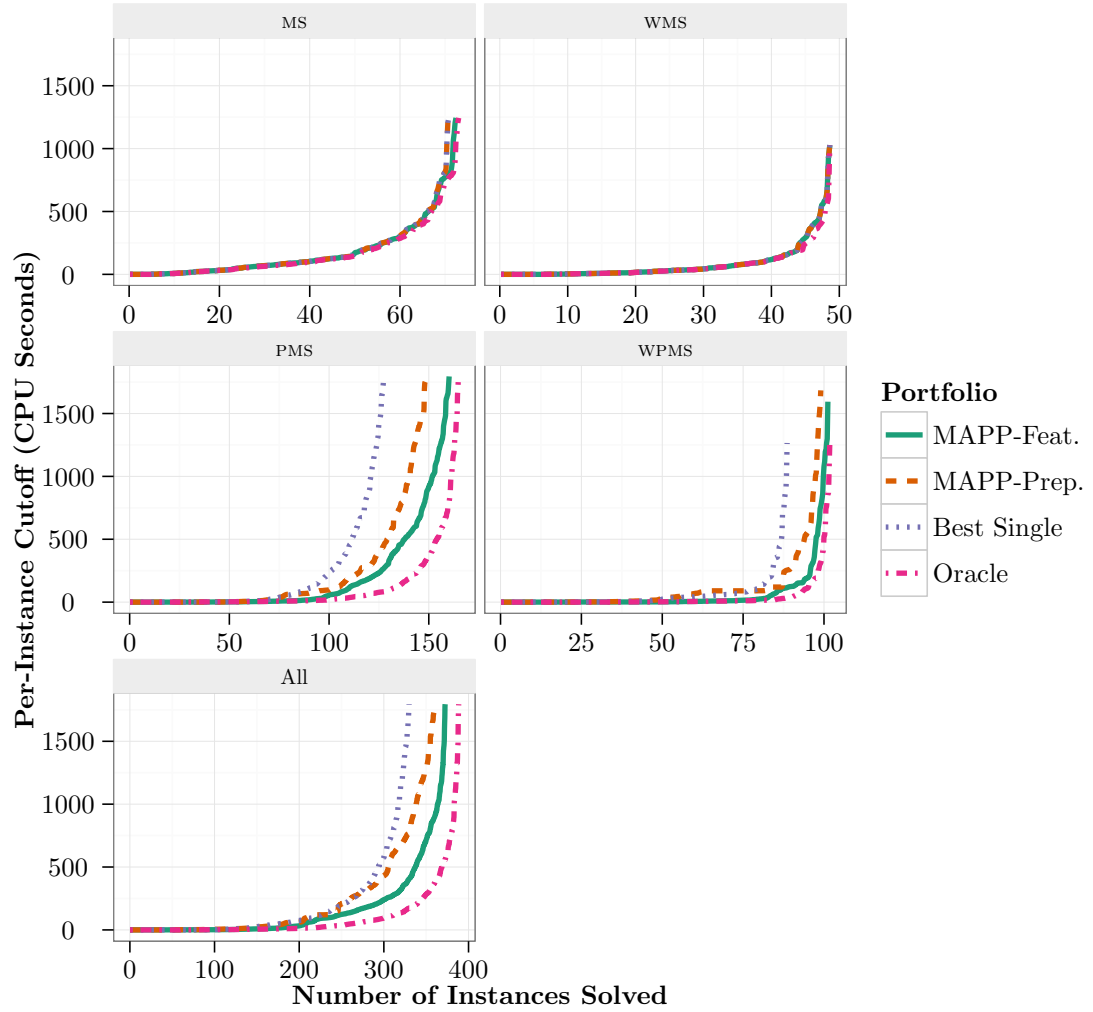 MS
WMS
1500
1000
500
0
0 20 40 60
0 10 20 30 40 50
PMS
WPMS
1500
1000
500
0
0 50 100 150
0 25 50 75 100
All
1500
1000
500
0
0 100 200 300 400
Number of Instances Solved
Per-Instance Cutoff (CPU Seconds)
Portfolio
MAPP-Feat.
MAPP-Prep.
Best Single
Oracle